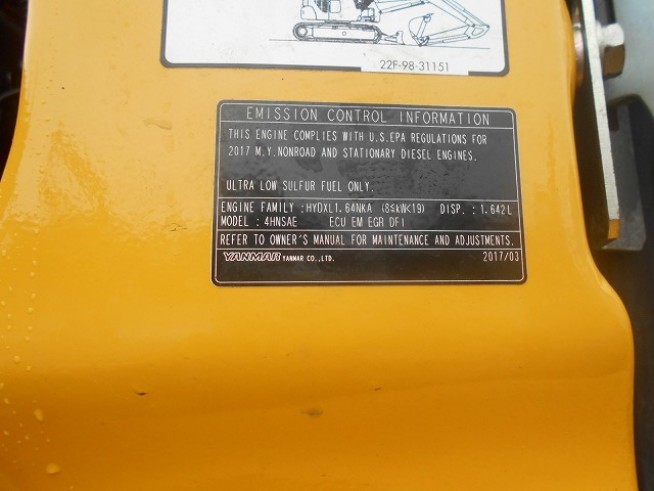 22F-98-31151
EMISSION CONTROL INFORMATION
THIS ENGINE COMPLIES WITH U.S.EPA REGULATIONS FOR
2017 M.Y.NONROAD AND STATIONARY DIESEL ENGINES.
ULTRA LOW SULFUR FUEL ONLY.
ENGINE FAMILY :HYDXL1.64NKA (8≤kW<19) DISP.:1.642L
MODEL : 4HNSAE ECU EM EGR DFI
REFER TO OWNER'S MANUAL FOR MAINTENANCE AND ADJUSTMENTS.
YANMAR YANMAR CO.,LTD. 2017/03